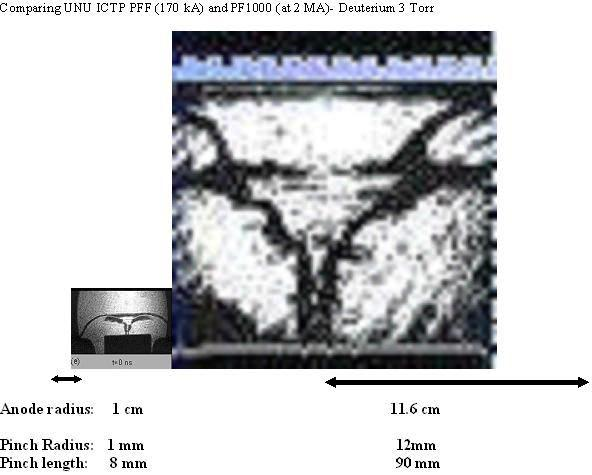 Comparing UNU ICTP PFF (170 kA) and PF1000 (at 2 MA)- Deuterium 3 Torr
(e) t=0 ns
Anode radius: 1 cm 11.6 cm
Pinch Radius: 1 mm 12mm
Pinch length: 8 mm 90 mm